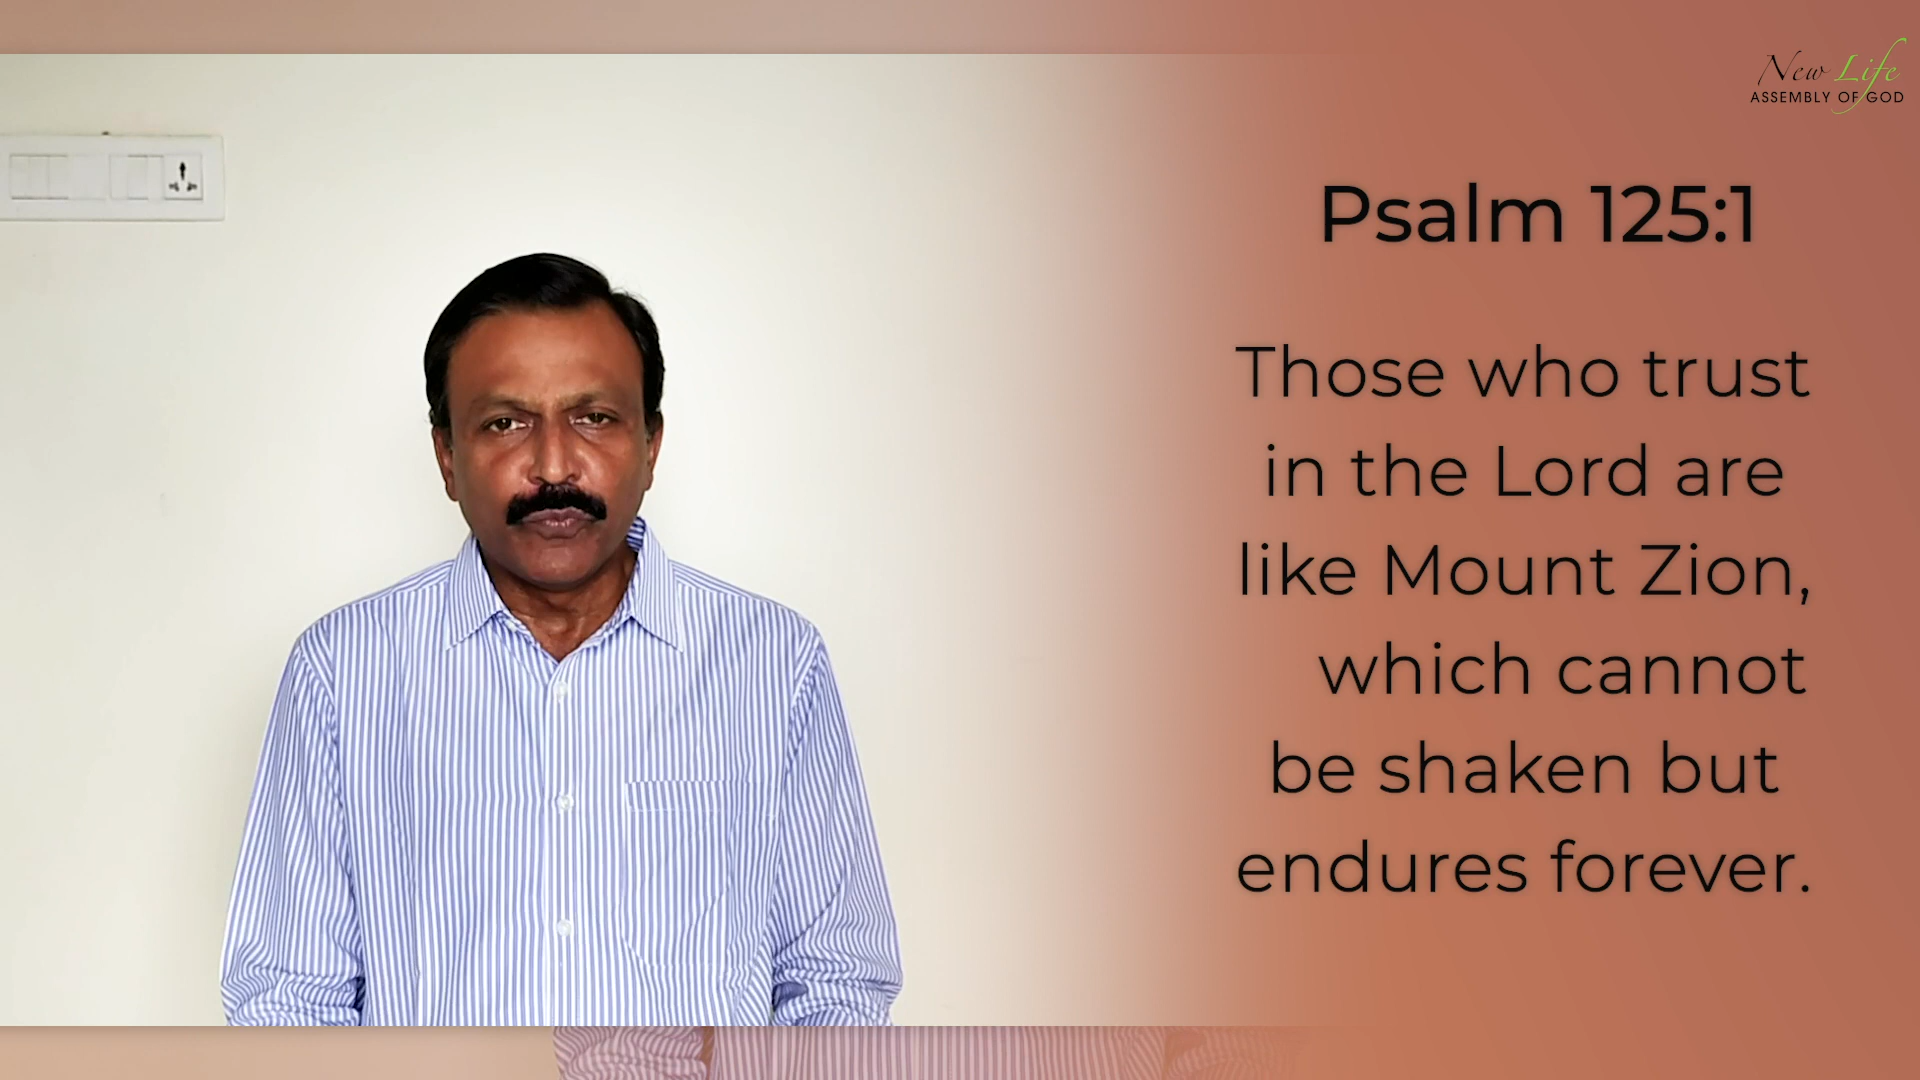 New Life
ASSEMBLY OF GOD
Psalm 125:1
Those who trust
in the Lord are
like Mount Zion,
which cannot
be shaken but
endures forever.